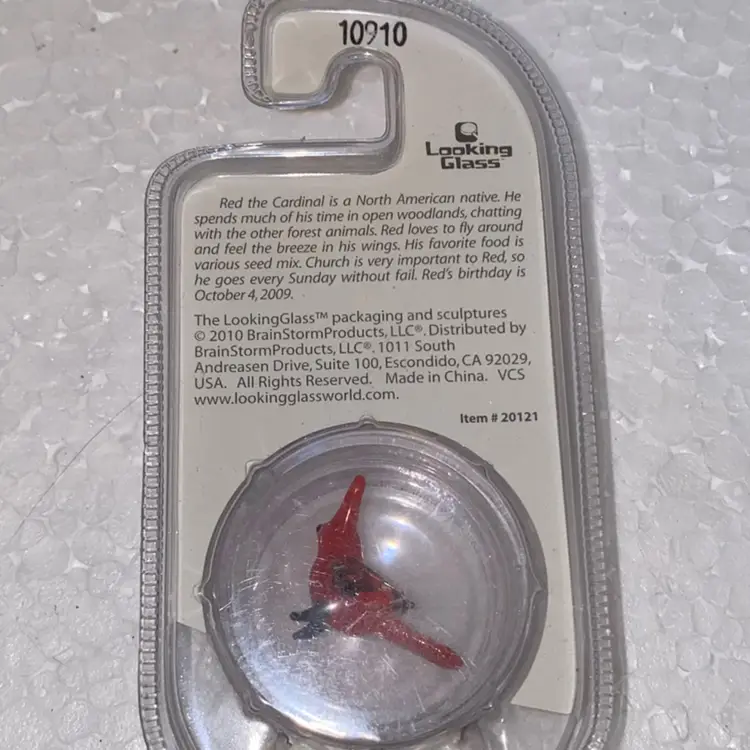 10910
Looking
Glass
Red the Cardinal is a North American native. He
spends much of his time in open woodlands, chatting
with the other forest animals. Red loves to fly around
and feel the breeze in his wings. His favorite food is
various seed mix. Church is very important to Red, so
he goes every Sunday without fail. Red's birthday is
October 4, 2009.
The LookingGlass™ packaging and sculptures
© 2010 BrainStormProducts, LLC®. Distributed by
BrainStormProducts, LLC®. 1011 South
Andreasen Drive, Suite 100, Escondido, CA 92029,
USA. All Rights Reserved. Made in China. VCS
www.lookingglassworld.com.
Item # 20121